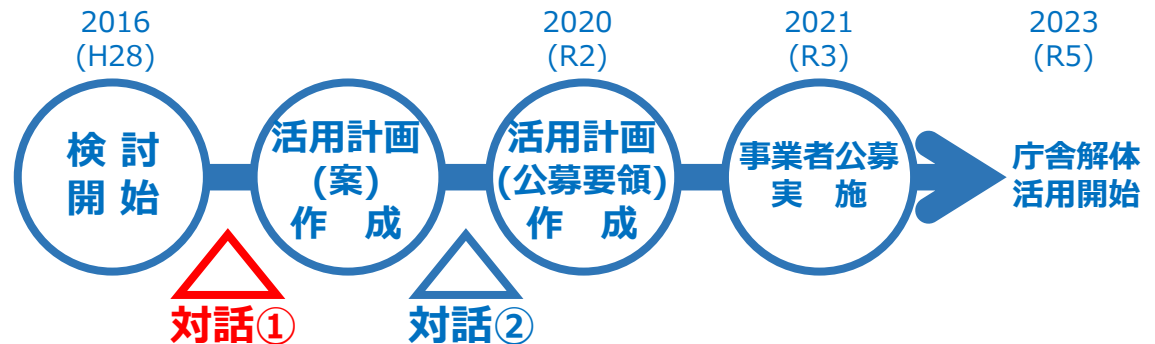 2016
(H28)
検 討
開 始
活用計画
(案)
作 成
2020
(R2)
活用計画
(公募要領)
作 成
2021
(R3)
事業者公募
実 施
2023
(R5)
庁舎解体
活用開始
対話①
対話②